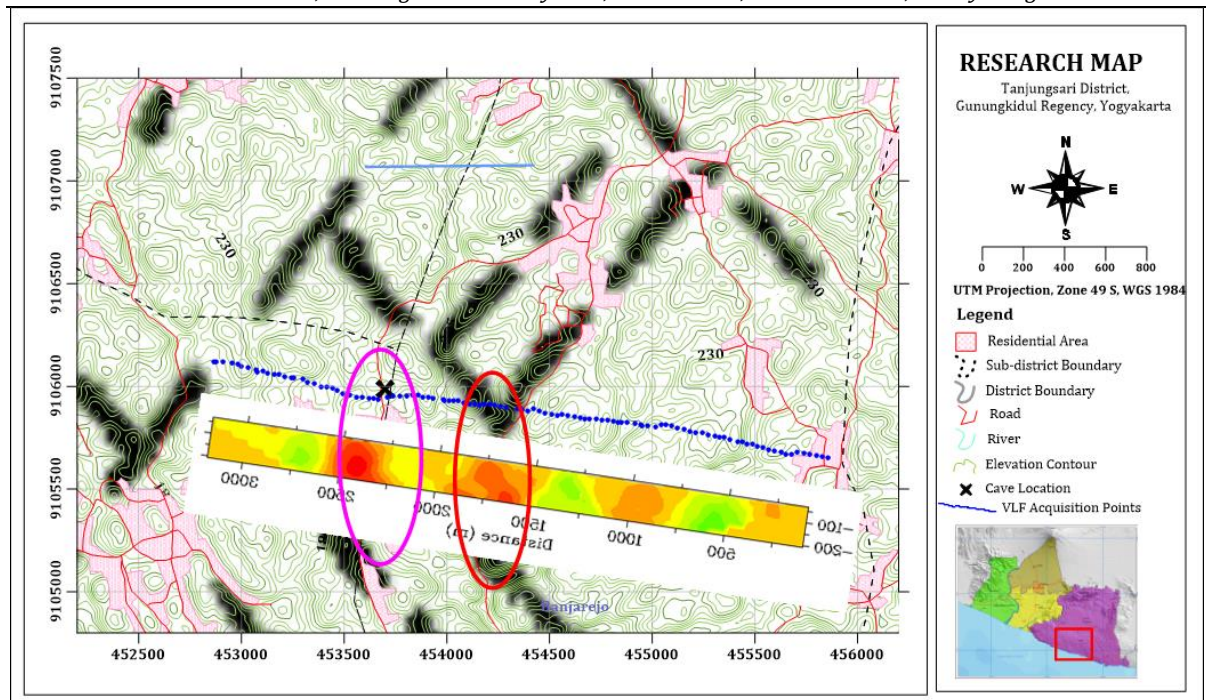 9107500
9107000
9106500
9106000
9105500
9105000
230
230
230
230
3000
2500
2000
1500
1000
500
Distance (m)
−100
−200
Banjarejo
452500
453000
453500
454000
454500
455000
455500
456000
RESEARCH MAP
Tanjungsari District,
Gunungkidul Regency, Yogyakarta
N
W
E
S
0 200 400 600 800
UTM Projection, Zone 49 S, WGS 1984
Legend
Residential Area
Sub-district Boundary
District Boundary
Road
River
Elevation Contour
Cave Location
VLF Acquisition Points